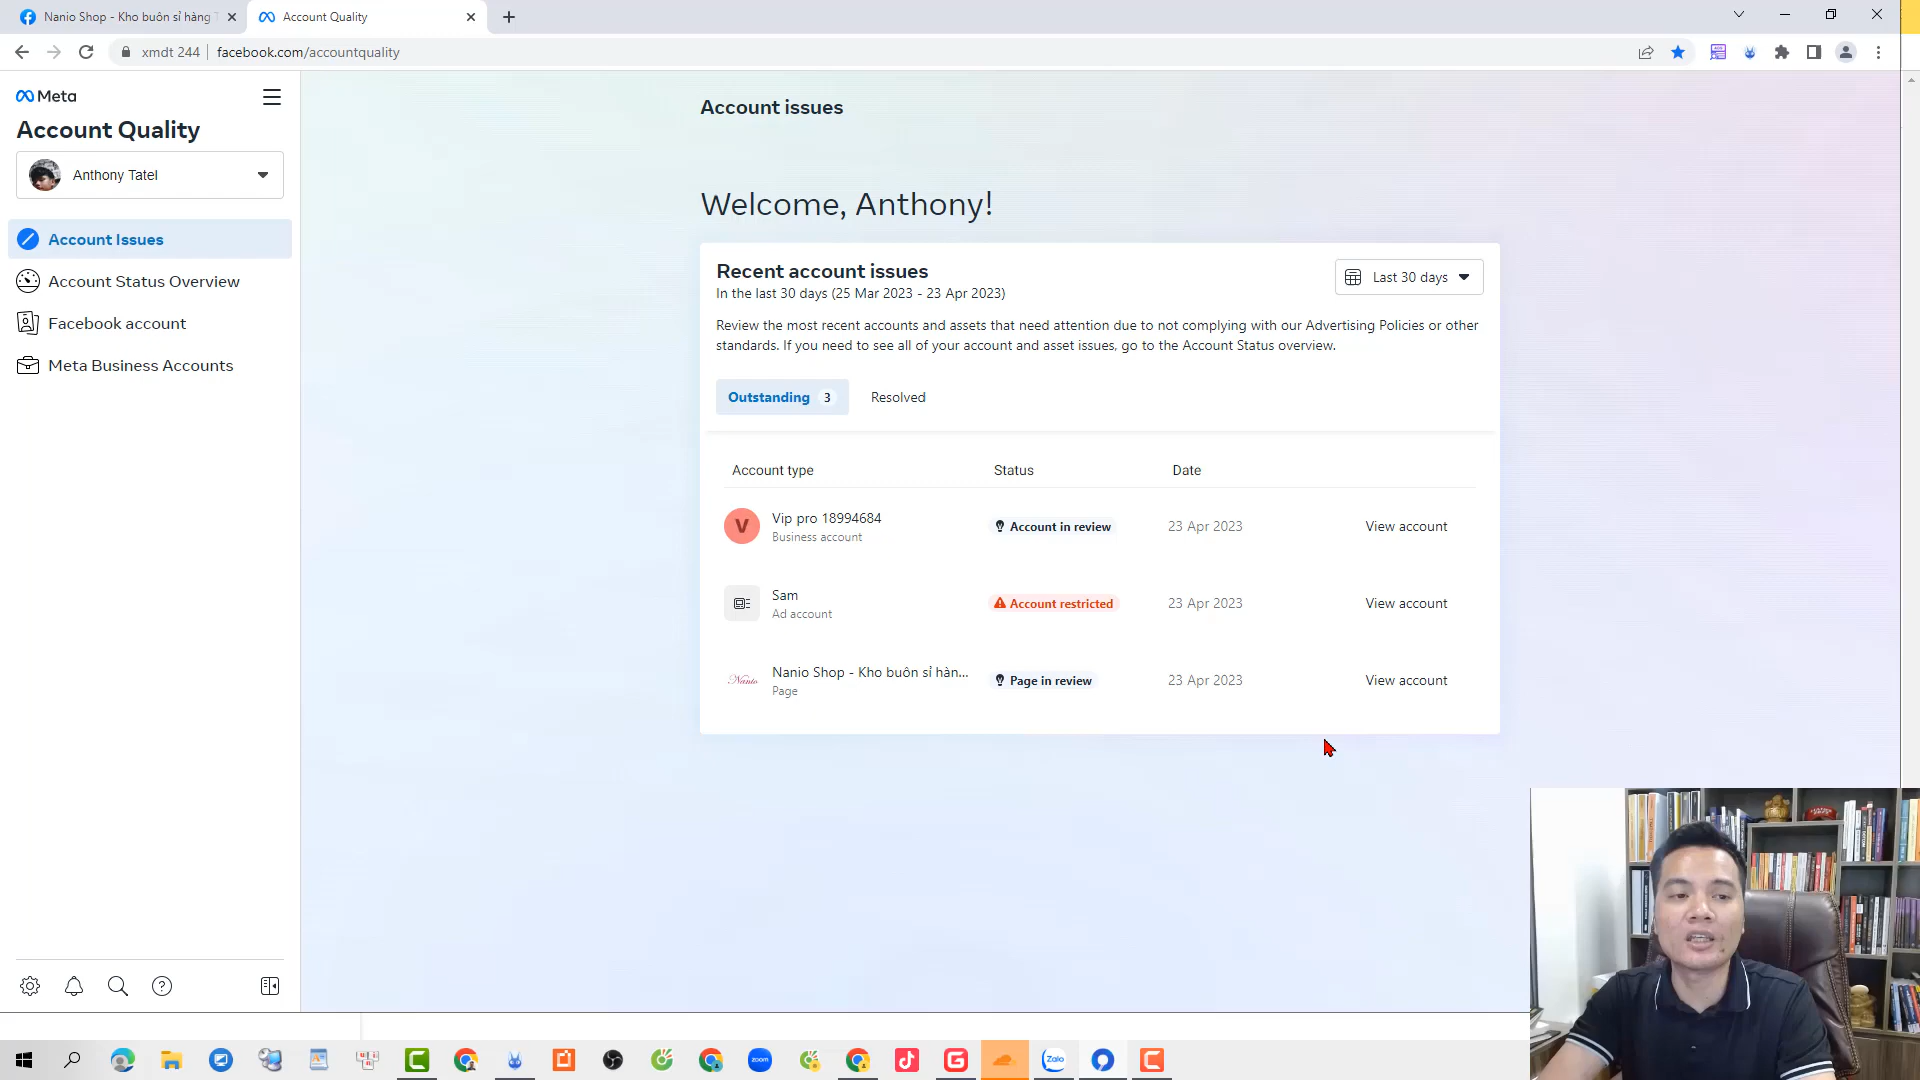 Nanio Shop - Kho buôn sỉ hàng T
Account Quality
xmdt 244
facebook.com/accountquality
Meta
Account Quality
Anthony Tatel
Account Issues
Account Status Overview
Facebook account
Meta Business Accounts
Account issues
Welcome, Anthony!
Recent account issues
In the last 30 days (25 Mar 2023 - 23 Apr 2023)
Last 30 days
Review the most recent accounts and assets that need attention due to not complying with our Advertising Policies or other
standards. If you need to see all of your account and asset issues, go to the Account Status overview.
Outstanding 3
Resolved
Account type
Status
Date
V
Vip pro 18994684
Business account
Account in review
23 Apr 2023
View account
Sam
Ad account
Account restricted
23 Apr 2023
View account
Nanio
Nanio Shop - Kho buôn sỉ hàn...
Page
Page in review
23 Apr 2023
View account
zoom
Zalo